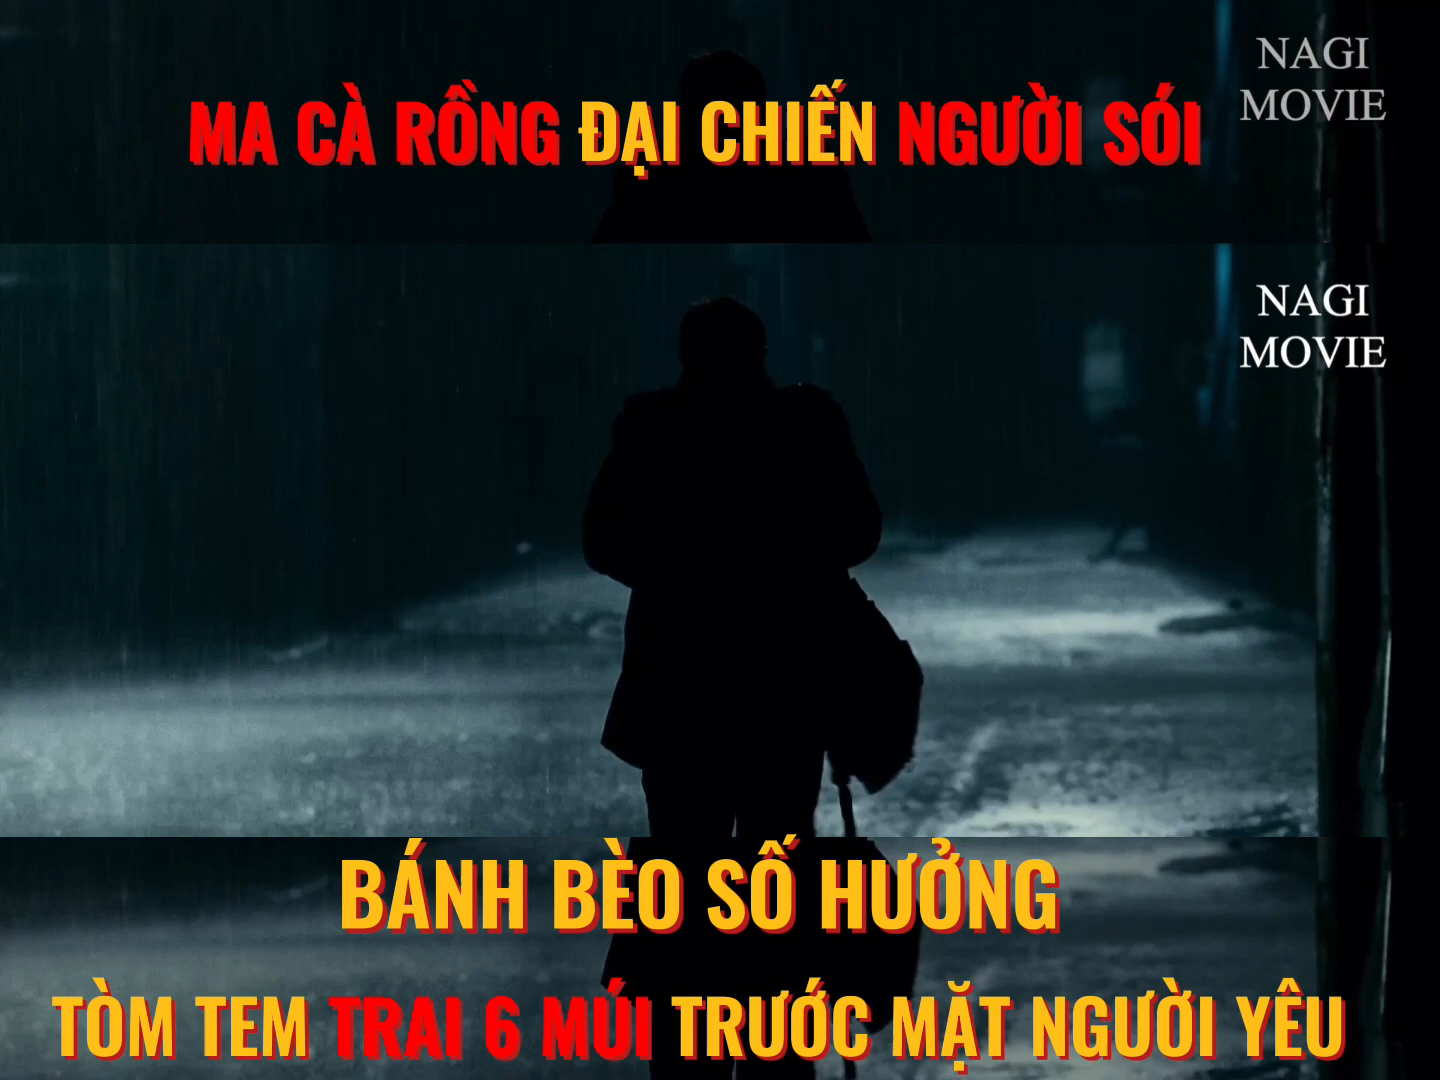 NAGI
MOVIE
MA CÀ RỒNG ĐẠI CHIẾN NGƯỜI SÓI
NAGI
MOVIE
BÁNH BÈO SỐ HƯỞNG
TÒM TEM TRAI 6 MÚI TRƯỚC MẶT NGƯỜI YÊU